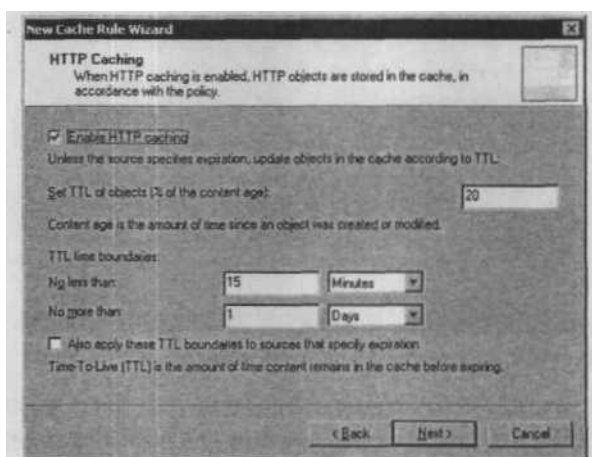 New Cache Rule Wizard
HTTP Caching
When HTTP caching is enabled, HTTP objects are stored in the cache, in
accordance with the policy.
Enable HTTP caching
Unless the source specifies expiration, update objects in the cache according to TTL:
Set TTL of objects (% of the content age): 20
Content age is the amount of time since an object was created or modified.
TTL time boundaries:
No less than: 15 Minutes
No more than: 1 Days
Also apply these TTL boundaries to sources that specify expiration
Time-To-Live (TTL) is the amount of time content remains in the cache before expiring.
< Back Next > Cancel